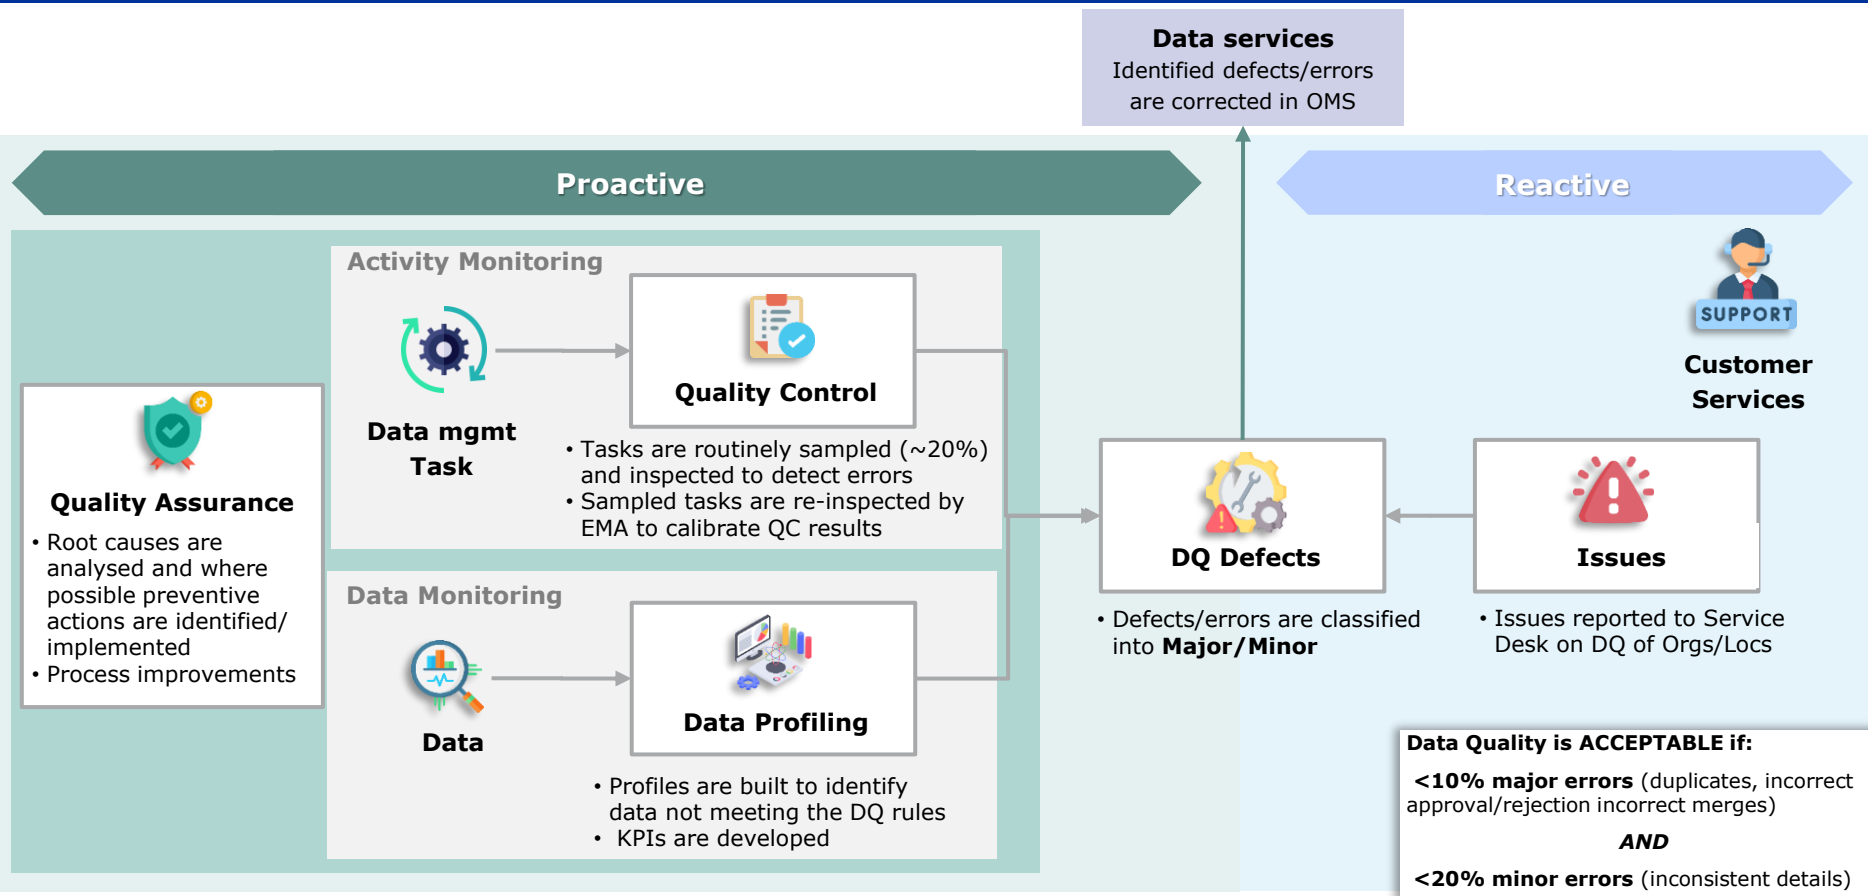 Data services
Identified defects/errors
are corrected in OMS
Proactive
Reactive
Activity Monitoring
Data mgmt
Task
Quality Control
• Tasks are routinely sampled (~20%)
and inspected to detect errors
• Sampled tasks are re-inspected by
EMA to calibrate QC results
Quality Assurance
• Root causes are
analysed and where
possible preventive
actions are identified/
implemented
• Process improvements
Data Monitoring
Data
Data Profiling
• Profiles are built to identify
data not meeting the DQ rules
• KPIs are developed
DQ Defects
• Defects/errors are classified
into Major/Minor
SUPPORT
Customer
Services
Issues
• Issues reported to Service
Desk on DQ of Orgs/Locs
Data Quality is ACCEPTABLE if:
<10% major errors (duplicates, incorrect
approval/rejection incorrect merges)
AND
<20% minor errors (inconsistent details)